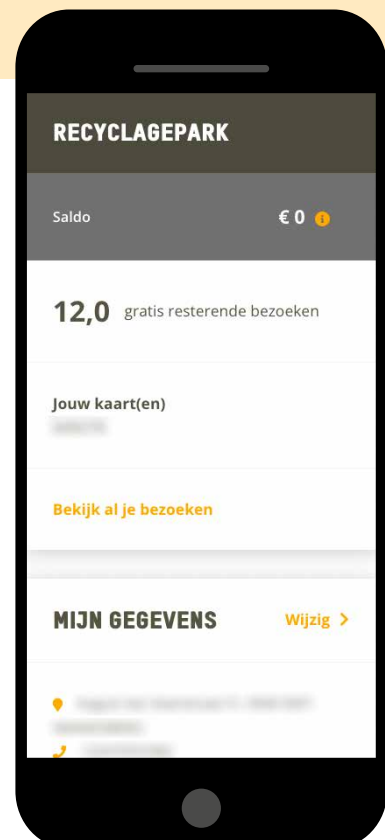 RECYCLAGEPARK
Saldo € 0
12,0 gratis resterende bezoeken
Jouw kaart(en)
Bekijk al je bezoeken
MIJN GEGEVENS Wijzig